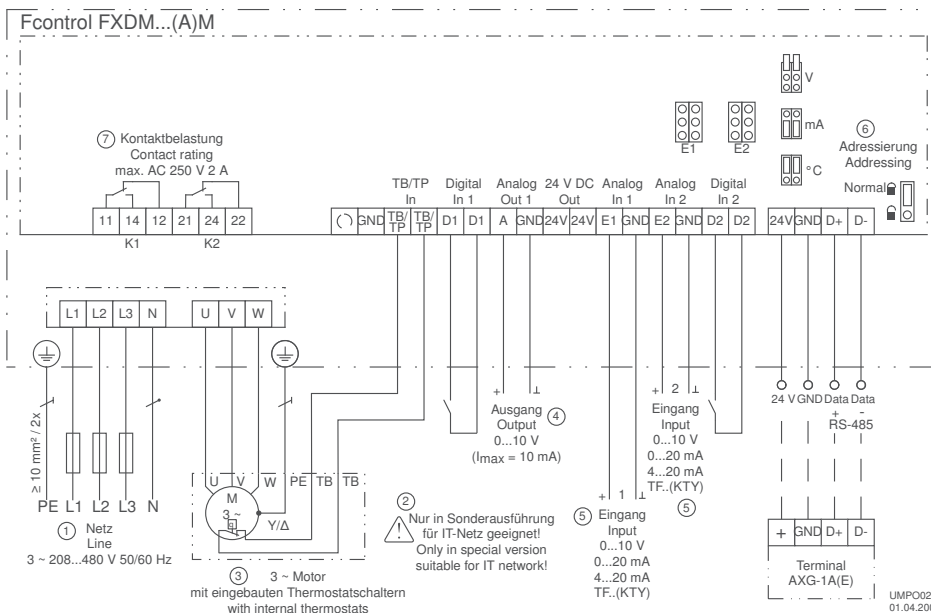 Fcontrol FXDM...(A)M
V
mA
°C
E1
E2
⑥
Adressierung
Addressing
Normal
⑦ Kontaktbelastung
Contact rating
max. AC 250 V 2 A
TB/TP Digital Analog 24 V DC Analog Analog Digital
In In 1 Out 1 Out In 1 In 2 In 2
11 14 12 21 24 22
K1 K2
GND TB/TP TB/TP D1 D1 A GND 24V 24V E1 GND E2 GND D2 D2
24V GND D+ D-
L1 L2 L3 N
U V W
≥ 10 mm² / 2x
PE L1 L2 L3 N
① Netz
Line
3 ~ 208...480 V 50/60 Hz
U V W PE TB TB
M
3 ~
Y/Δ
③ 3 ~ Motor
mit eingebauten Thermostatschaltern
with internal thermostats
②
Nur in Sonderausführung
für IT-Netz geeignet!
Only in special version
suitable for IT network!
+ ⊥
Ausgang ④
Output
0...10 V
(Imax = 10 mA)
+ 1 ⊥
⑤ Eingang
Input
0...10 V
0...20 mA
4...20 mA
TF..(KTY)
+ 2 ⊥
Eingang
Input
0...10 V
0...20 mA
4...20 mA
TF..(KTY)
⑤
24 V GND Data Data
+ -
RS-485
+ GND D+ D-
Terminal
AXG-1A(E)